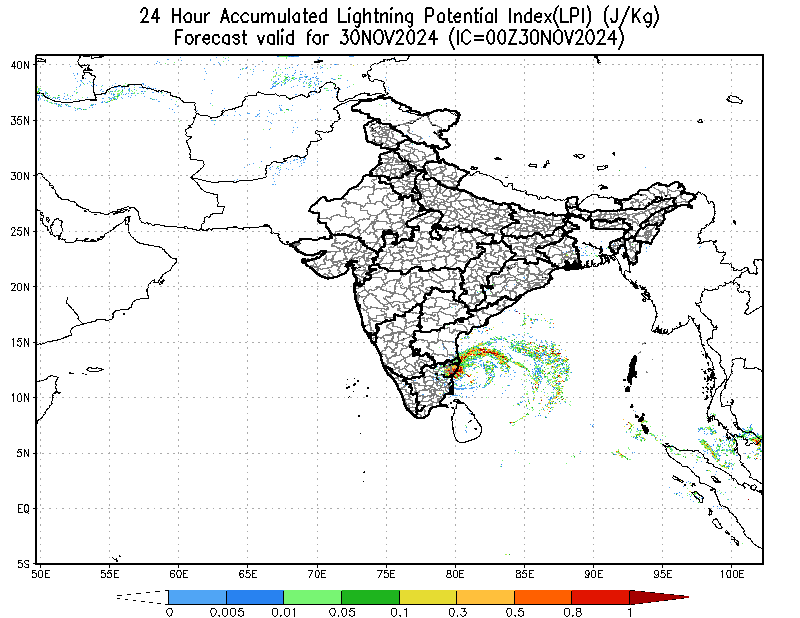 24 Hour Accumulated Lightning Potential Index(LPI) (J/Kg)
Forecast valid for 30NOV2024 (IC=00Z30NOV2024)
40N
35N
30N
25N
20N
15N
10N
5N
EQ
5S
50E 55E 60E 65E 70E 75E 80E 85E 90E 95E 100E
0 0.005 0.01 0.05 0.1 0.3 0.5 0.8 1